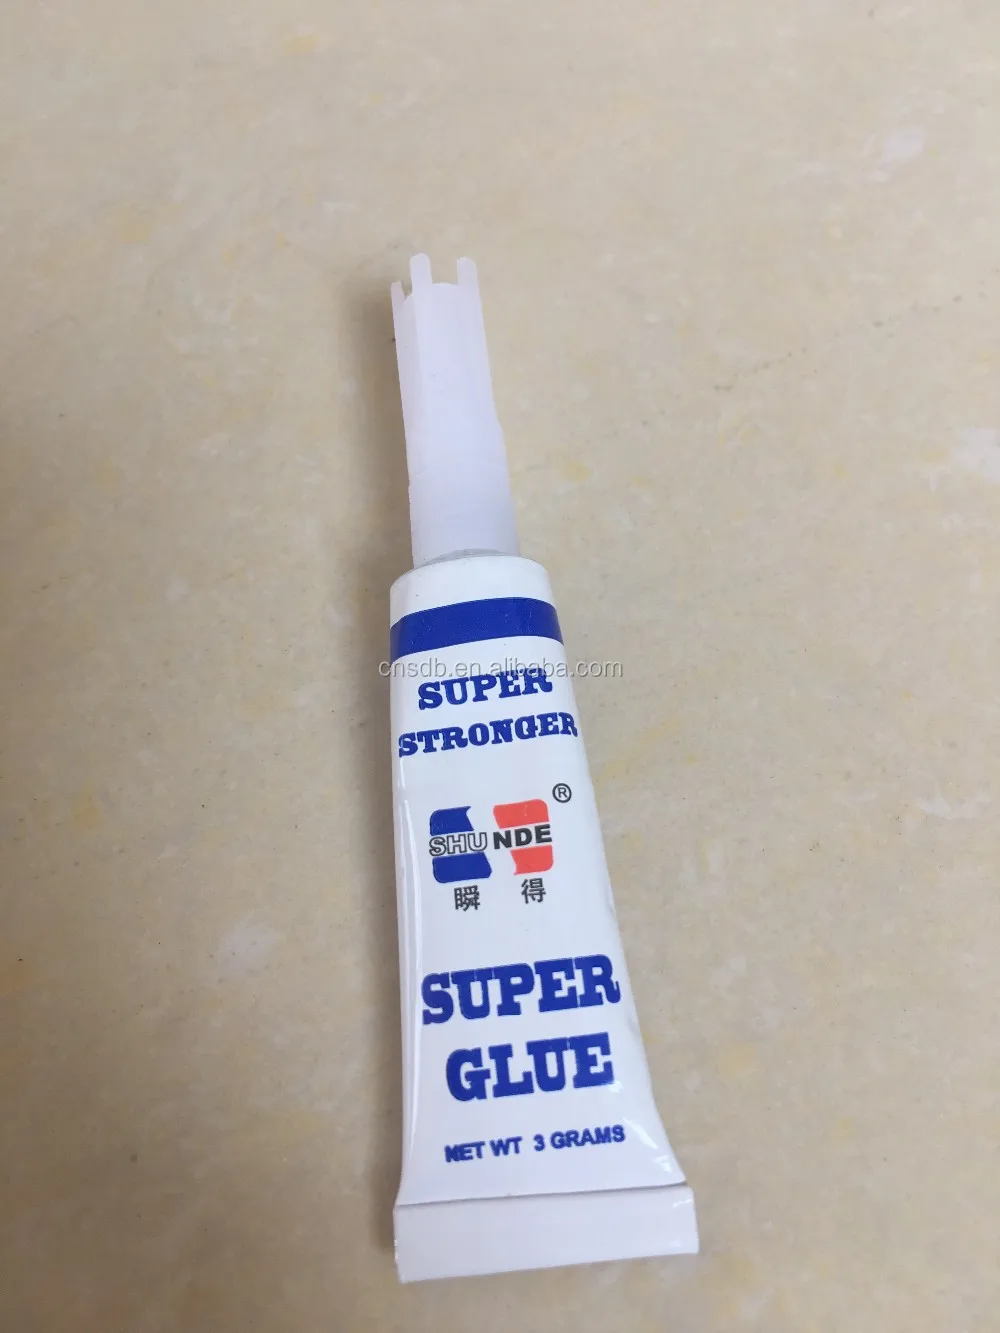 cnsdb.en.alibaba.com
SUPER
STRONGER
®
SHUNDE
瞬 得
SUPER
GLUE
NET WT 3 GRAMS